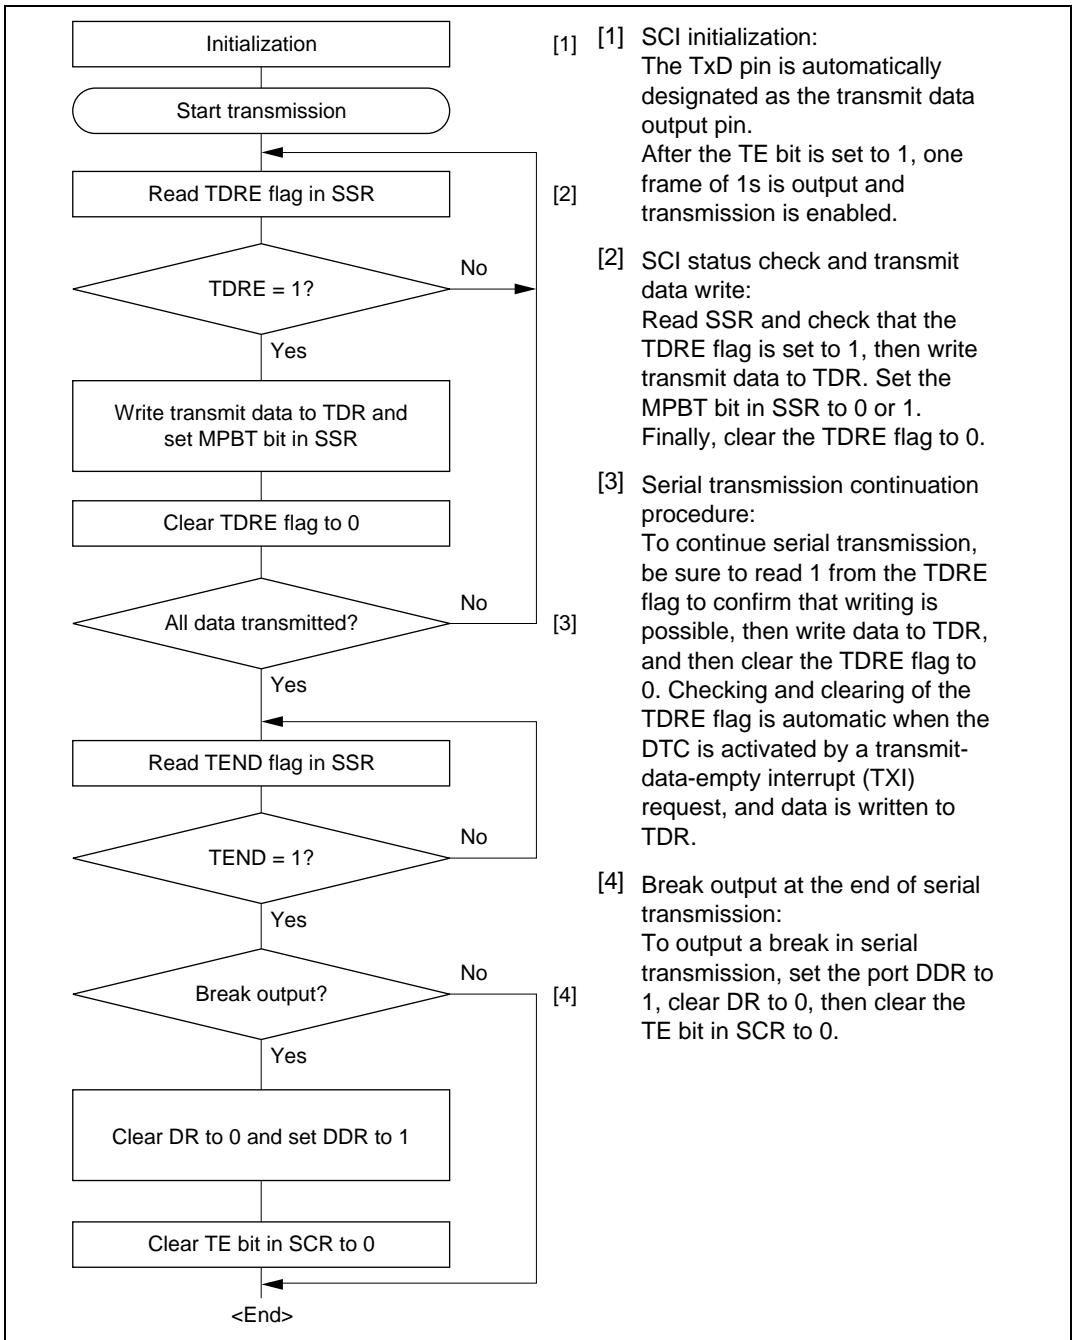 Initialization
[1]
Start transmission
Read TDRE flag in SSR
[2]
TDRE = 1?
No
Yes
Write transmit data to TDR and
set MPBT bit in SSR
Clear TDRE flag to 0
All data transmitted?
No
[3]
Yes
Read TEND flag in SSR
TEND = 1?
No
Yes
Break output?
No
[4]
Yes
Clear DR to 0 and set DDR to 1
Clear TE bit in SCR to 0
<End>
[1] SCI initialization:
The TxD pin is automatically
designated as the transmit data
output pin.
After the TE bit is set to 1, one
frame of 1s is output and
transmission is enabled.
[2] SCI status check and transmit
data write:
Read SSR and check that the
TDRE flag is set to 1, then write
transmit data to TDR. Set the
MPBT bit in SSR to 0 or 1.
Finally, clear the TDRE flag to 0.
[3] Serial transmission continuation
procedure:
To continue serial transmission,
be sure to read 1 from the TDRE
flag to confirm that writing is
possible, then write data to TDR,
and then clear the TDRE flag to
0. Checking and clearing of the
TDRE flag is automatic when the
DTC is activated by a transmit-
data-empty interrupt (TXI)
request, and data is written to
TDR.
[4] Break output at the end of serial
transmission:
To output a break in serial
transmission, set the port DDR to
1, clear DR to 0, then clear the
TE bit in SCR to 0.